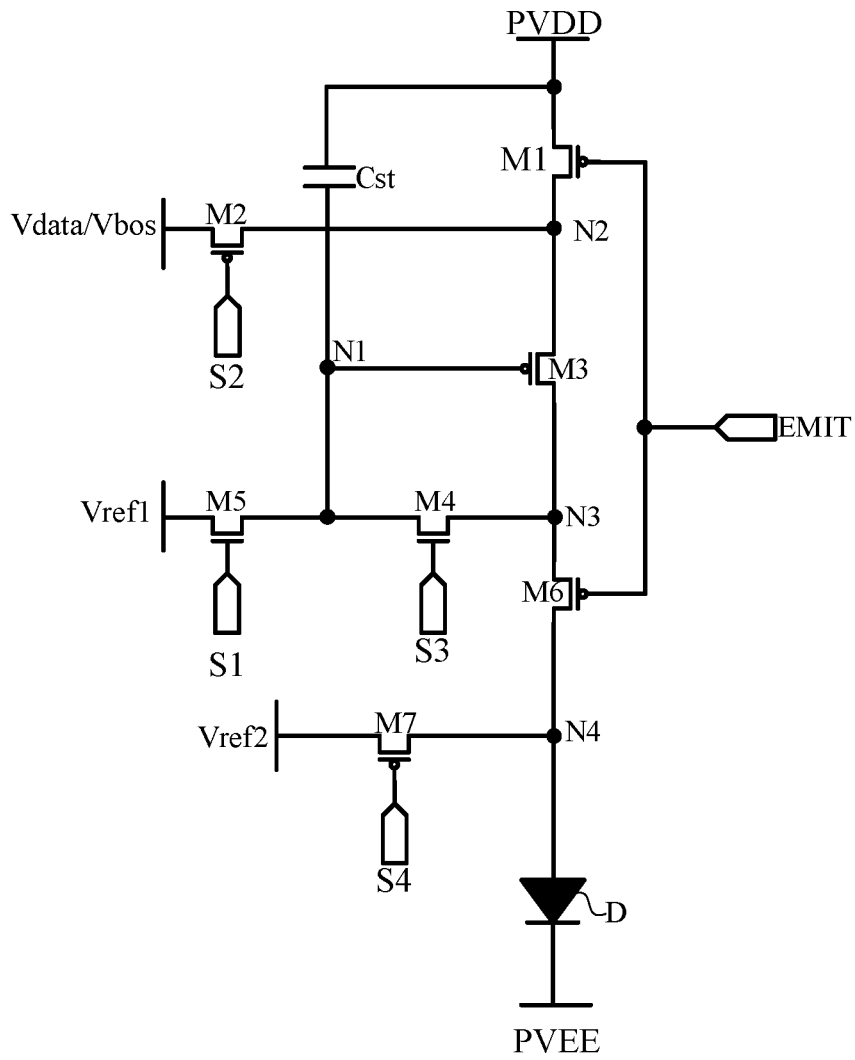 PVDD
M1
Cst
Vdata/Vbos
M2
N2
S2
N1
M3
EMIT
Vref1
M5
M4
N3
M6
S1
S3
Vref2
M7
N4
S4
D
PVEE